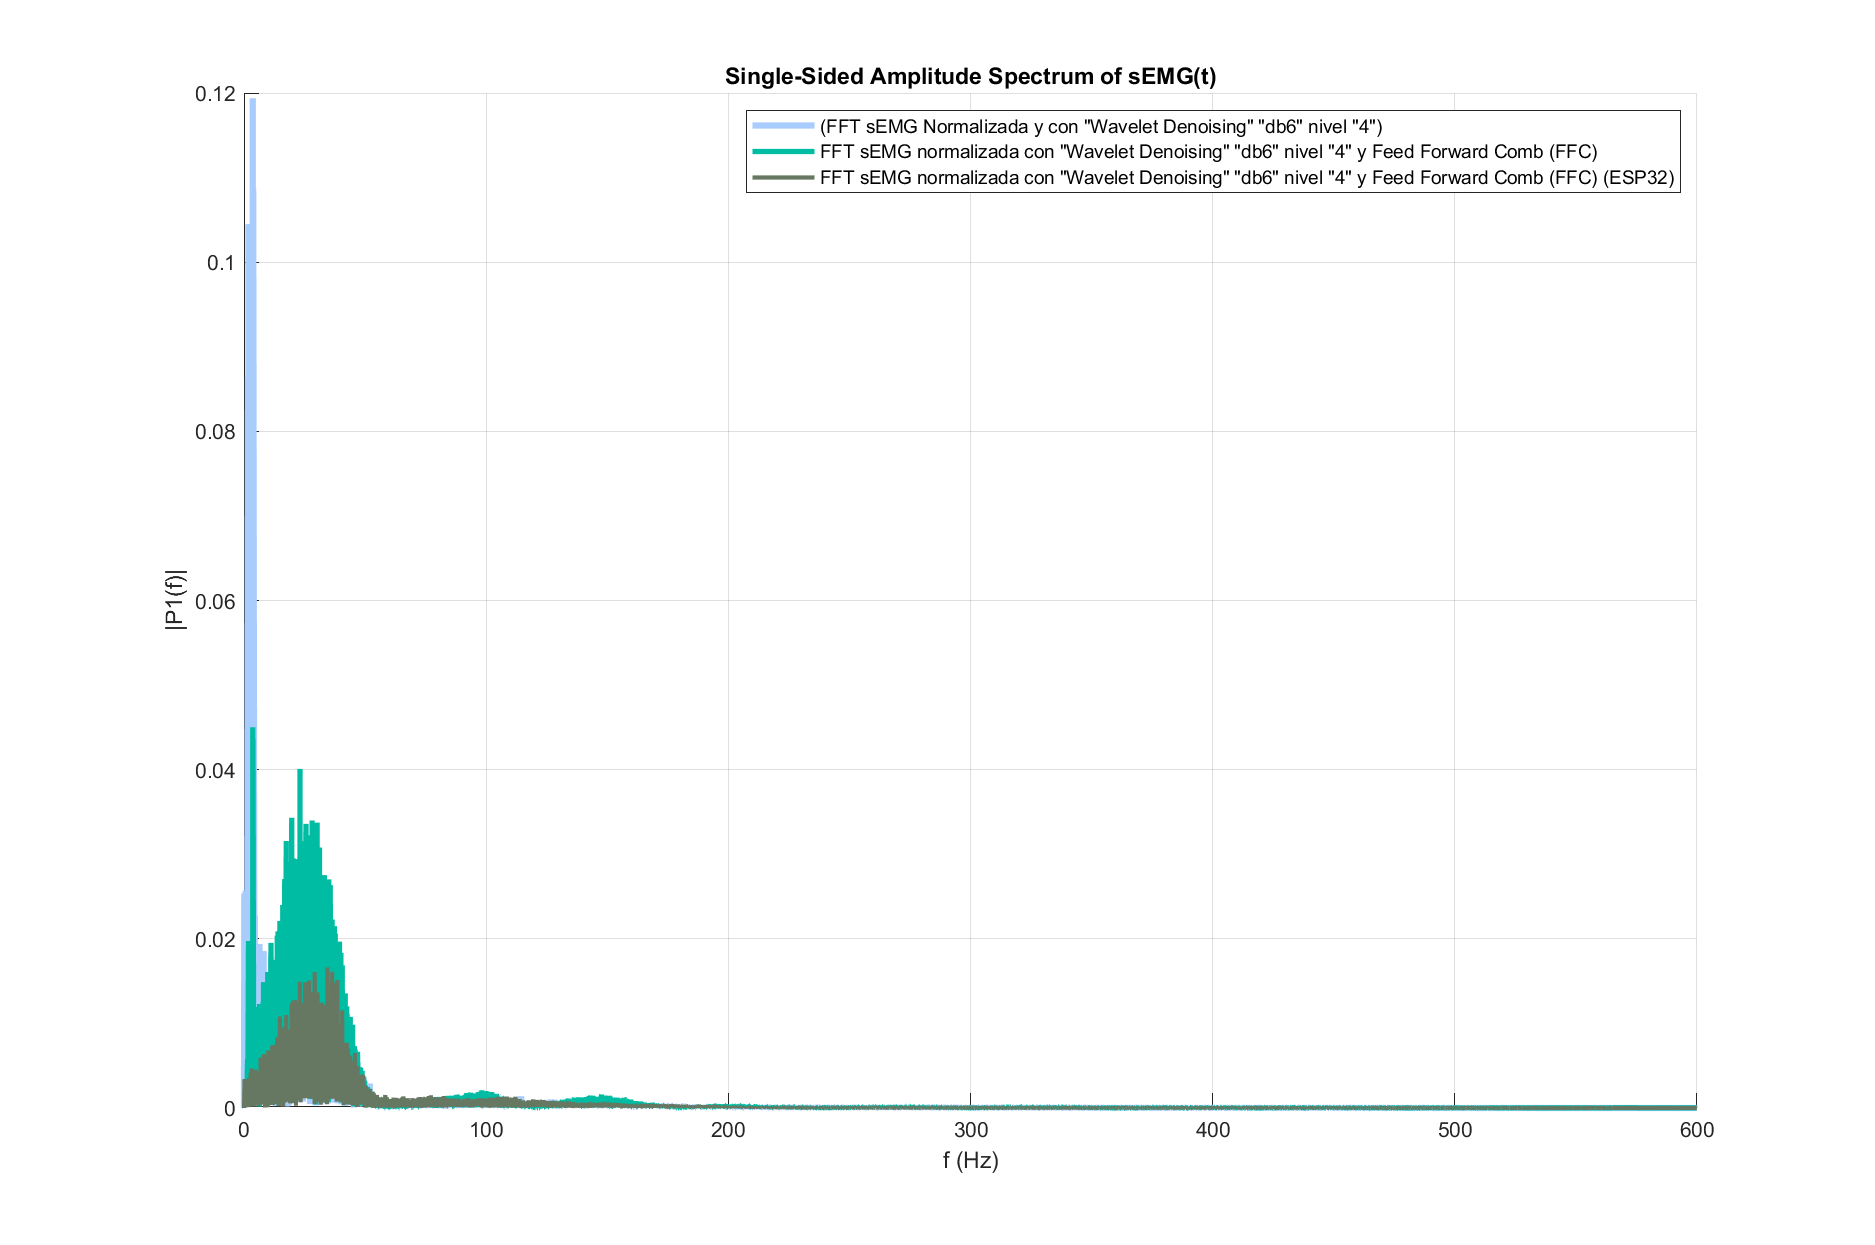 Single-Sided Amplitude Spectrum of sEMG(t)
(FFT sEMG Normalizada y con "Wavelet Denoising" "db6" nivel "4")
FFT sEMG normalizada con "Wavelet Denoising" "db6" nivel "4" y Feed Forward Comb (FFC)
FFT sEMG normalizada con "Wavelet Denoising" "db6" nivel "4" y Feed Forward Comb (FFC) (ESP32)
|P1(f)|
0.12
0.1
0.08
0.06
0.04
0.02
0
0 100 200 300 400 500 600
f (Hz)